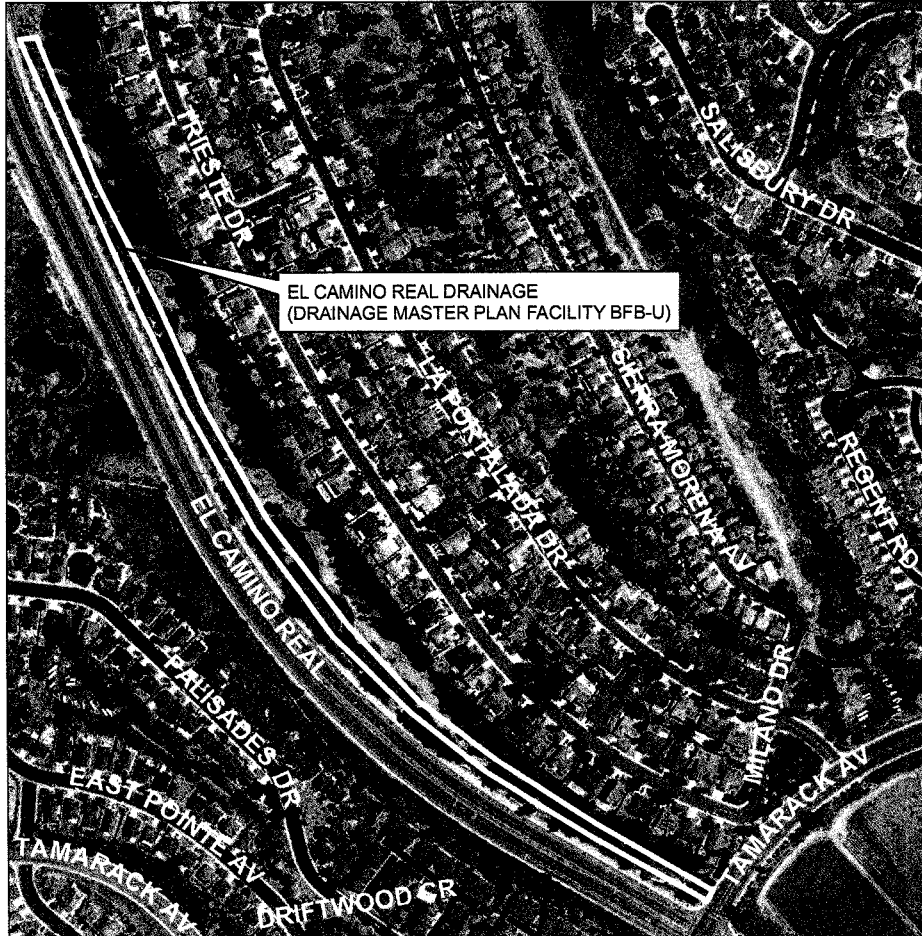 SALISBURY DR
TRIESTE DR
EL CAMINO REAL DRAINAGE
(DRAINAGE MASTER PLAN FACILITY BFB-U)
LA PORTALADA DR
SIERRA MORENA AV
REGENT RD
EL CAMINO REAL
PALISADES DR
MILANO DR
TAMARACK AV
EAST POINTE AV
TAMARACK AV
DRIFTWOOD CR